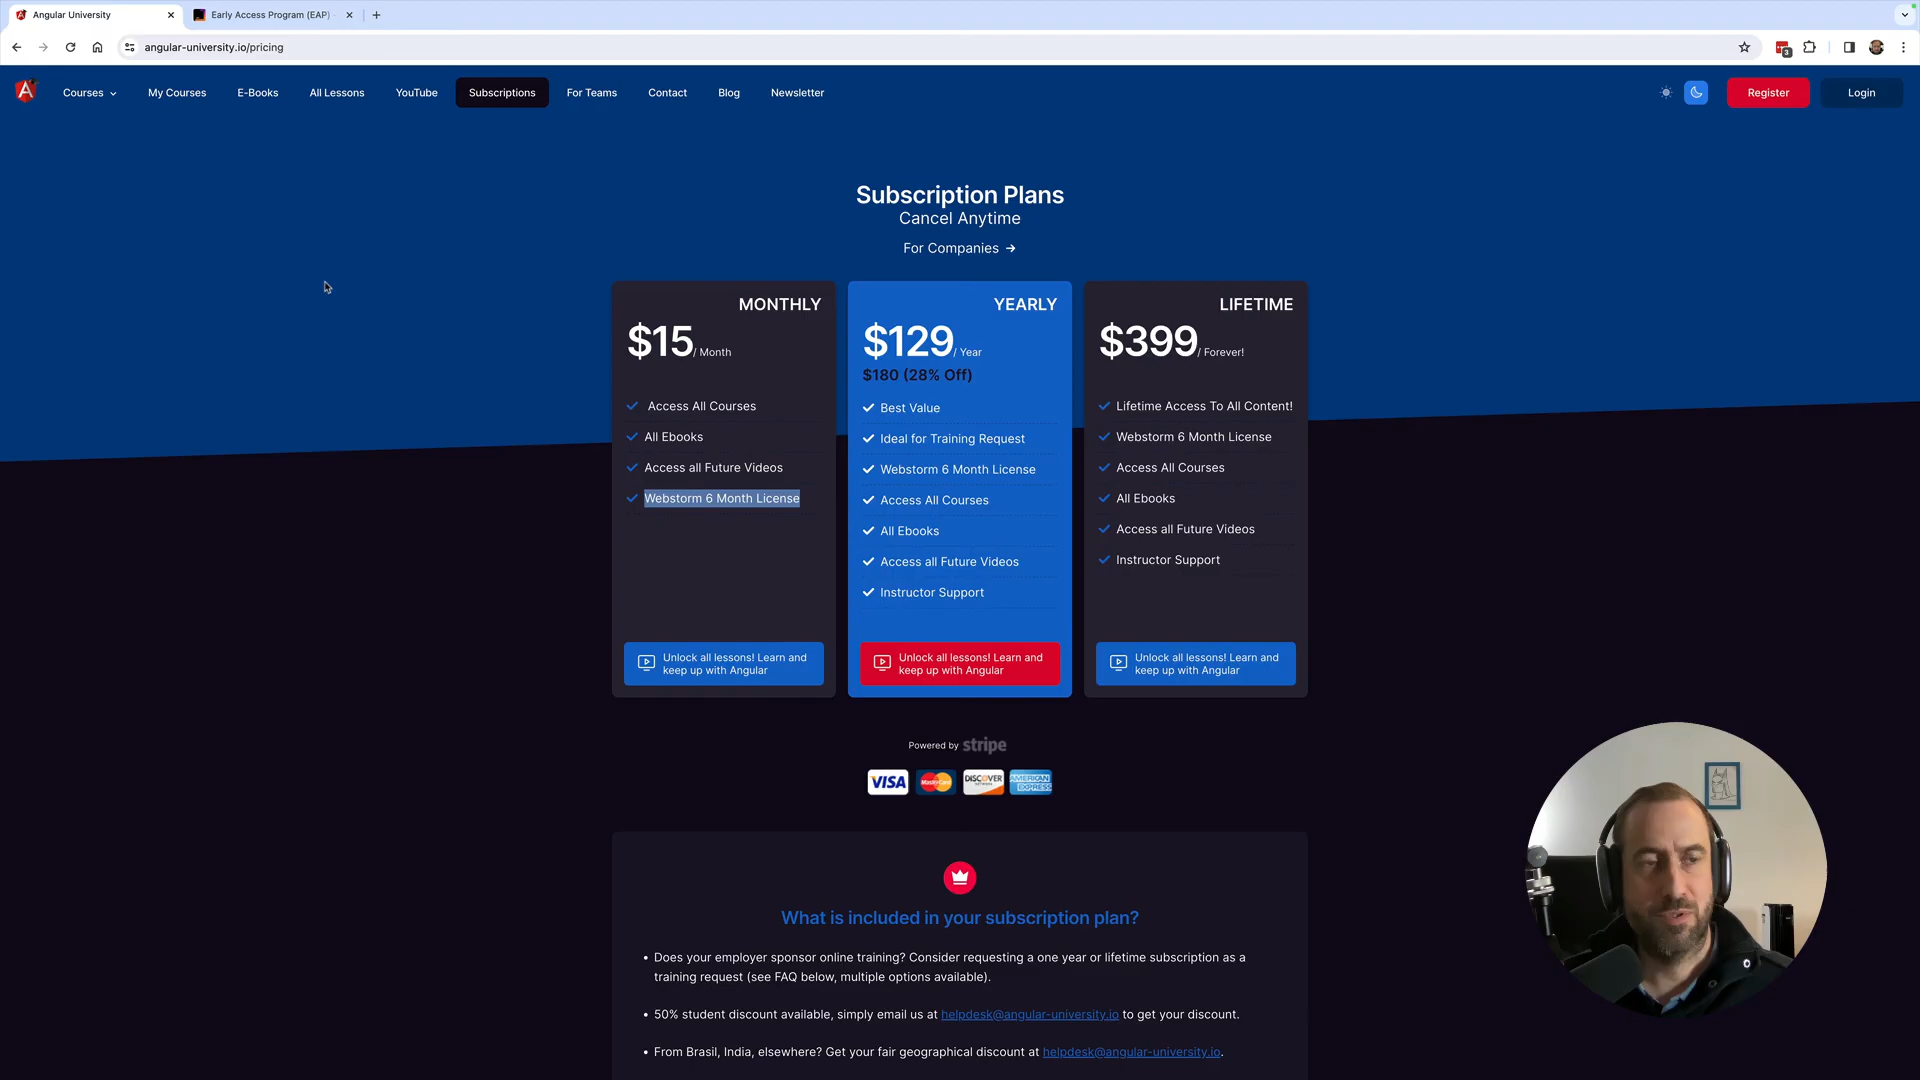 Angular University
Early Access Program (EAP)
angular-university.io/pricing
3
Courses
My Courses
E-Books
All Lessons
YouTube
Subscriptions
For Teams
Contact
Blog
Newsletter
Register
Login
Subscription Plans
Cancel Anytime
For Companies →
MONTHLY
$15 / Month
Access All Courses
All Ebooks
Access all Future Videos
Webstorm 6 Month License
Unlock all lessons! Learn and
keep up with Angular
YEARLY
$129 / Year
$180 (28% Off)
Best Value
Ideal for Training Request
Webstorm 6 Month License
Access All Courses
All Ebooks
Access all Future Videos
Instructor Support
Unlock all lessons! Learn and
keep up with Angular
LIFETIME
$399 / Forever!
Lifetime Access To All Content!
Webstorm 6 Month License
Access All Courses
All Ebooks
Access all Future Videos
Instructor Support
Unlock all lessons! Learn and
keep up with Angular
Powered by stripe
VISA MasterCard DISCOVER NETWORK AMERICAN EXPRESS
What is included in your subscription plan?
• Does your employer sponsor online training? Consider requesting a one year or lifetime subscription as a
training request (see FAQ below, multiple options available).
• 50% student discount available, simply email us at helpdesk@angular-university.io to get your discount.
• From Brasil, India, elsewhere? Get your fair geographical discount at helpdesk@angular-university.io.